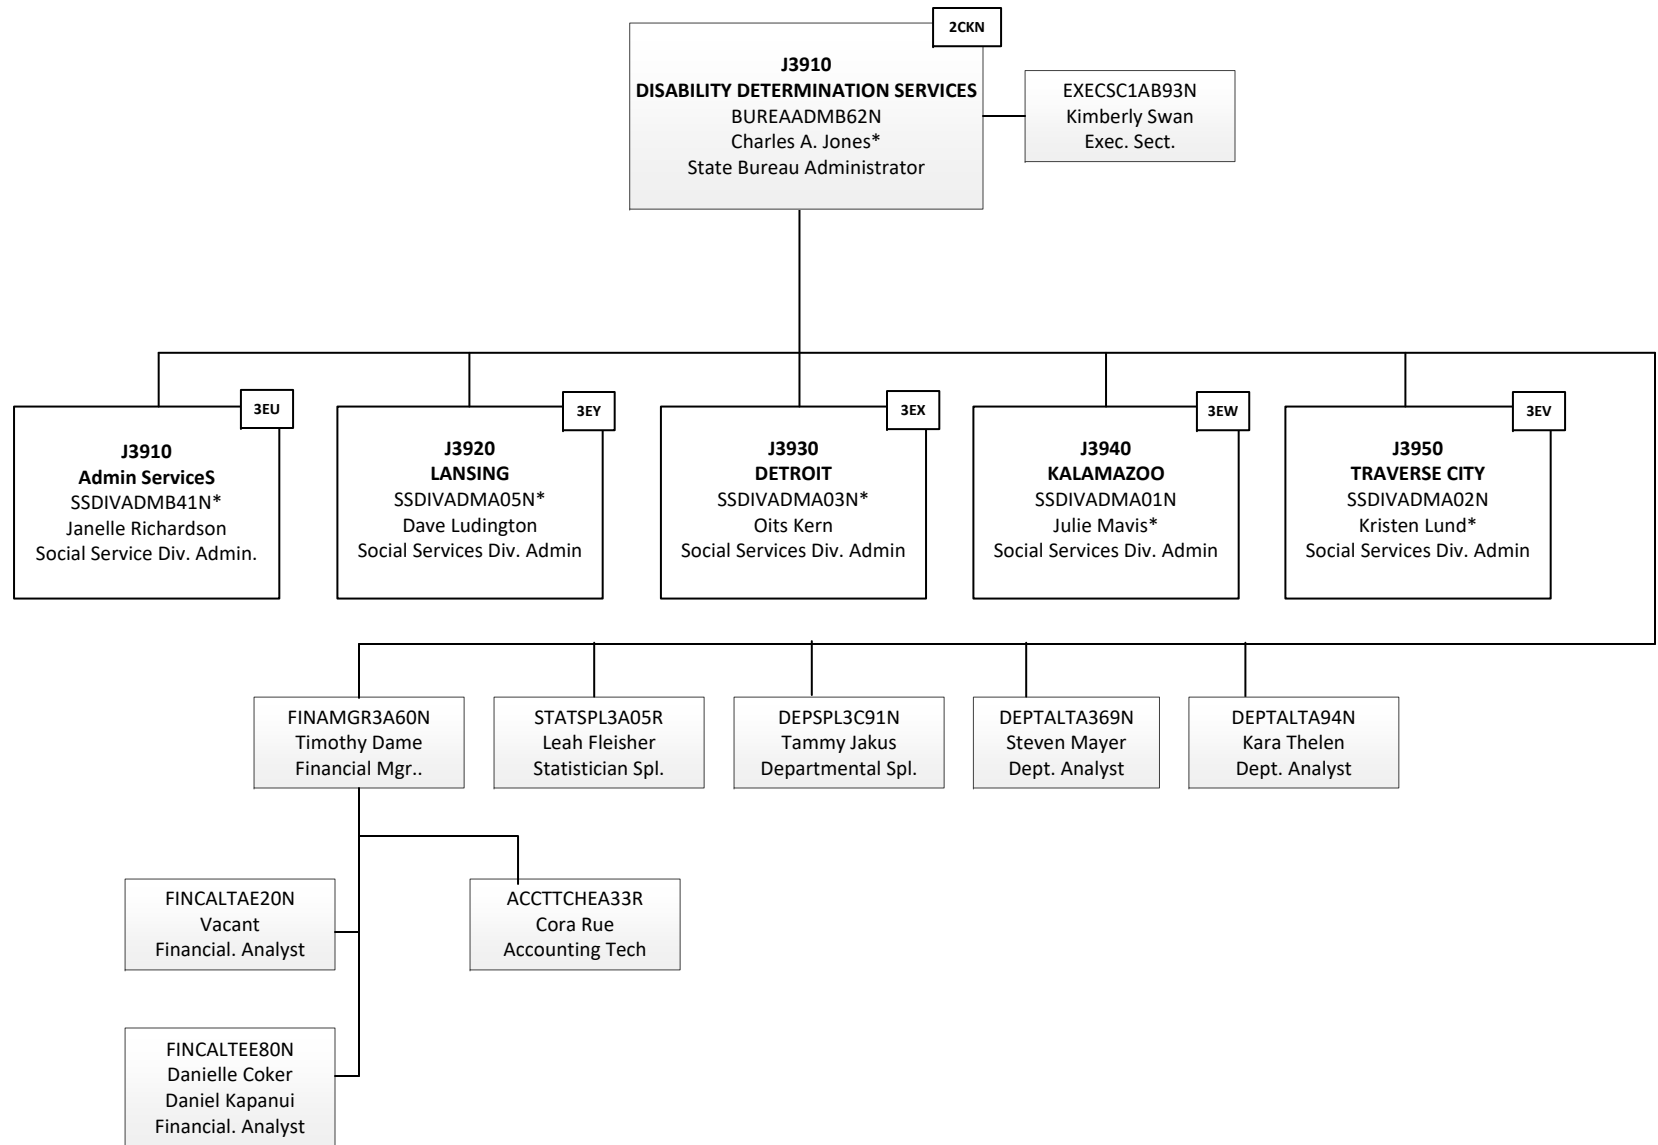 2CKN
J3910
DISABILITY DETERMINATION SERVICES
BUREAADMB62N
Charles A. Jones*
State Bureau Administrator
EXECSC1AB93N
Kimberly Swan
Exec. Sect.
3EU
J3910
Admin ServiceS
SSDIVADMB41N*
Janelle Richardson
Social Service Div. Admin.
3EY
J3920
LANSING
SSDIVADMA05N*
Dave Ludington
Social Services Div. Admin
3EX
J3930
DETROIT
SSDIVADMA03N*
Oits Kern
Social Services Div. Admin
3EW
J3940
KALAMAZOO
SSDIVADMA01N
Julie Mavis*
Social Services Div. Admin
3EV
J3950
TRAVERSE CITY
SSDIVADMA02N
Kristen Lund*
Social Services Div. Admin
FINAMGR3A60N
Timothy Dame
Financial Mgr..
STATSPL3A05R
Leah Fleisher
Statistician Spl.
DEPSPL3C91N
Tammy Jakus
Departmental Spl.
DEPTALTA369N
Steven Mayer
Dept. Analyst
DEPTALTA94N
Kara Thelen
Dept. Analyst
FINCALTAE20N
Vacant
Financial. Analyst
ACCTTCHEA33R
Cora Rue
Accounting Tech
FINCALTEE80N
Danielle Coker
Daniel Kapanui
Financial. Analyst